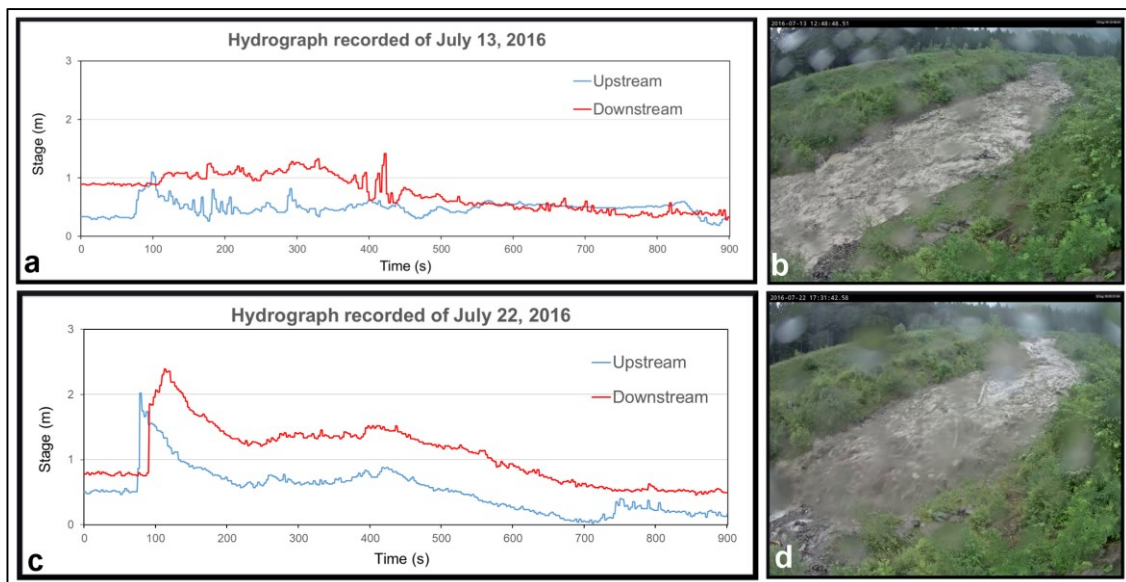 Hydrograph recorded of July 13, 2016
3
2
1
0
Stage (m)
Upstream
Downstream
0 100 200 300 400 500 600 700 800 900
Time (s)
a
2016-07-13 12:48:48.51
b
Hydrograph recorded of July 22, 2016
3
2
1
0
Stage (m)
Upstream
Downstream
0 100 200 300 400 500 600 700 800 900
Time (s)
c
2016-07-22 17:31:42.58
d